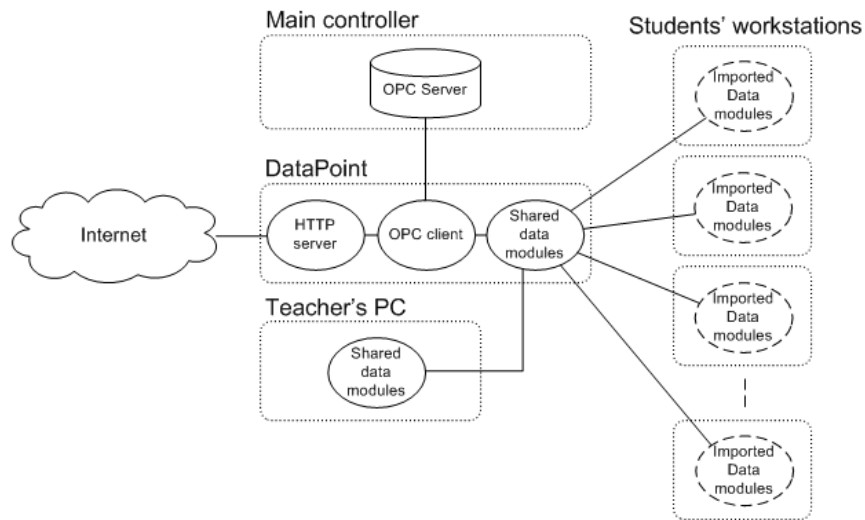 Main controller
OPC Server
Students' workstations
Imported
Data
modules
DataPoint
Internet
HTTP
server
OPC client
Shared
data
modules
Imported
Data
modules
Teacher's PC
Shared
data
modules
Imported
Data
modules
Imported
Data
modules